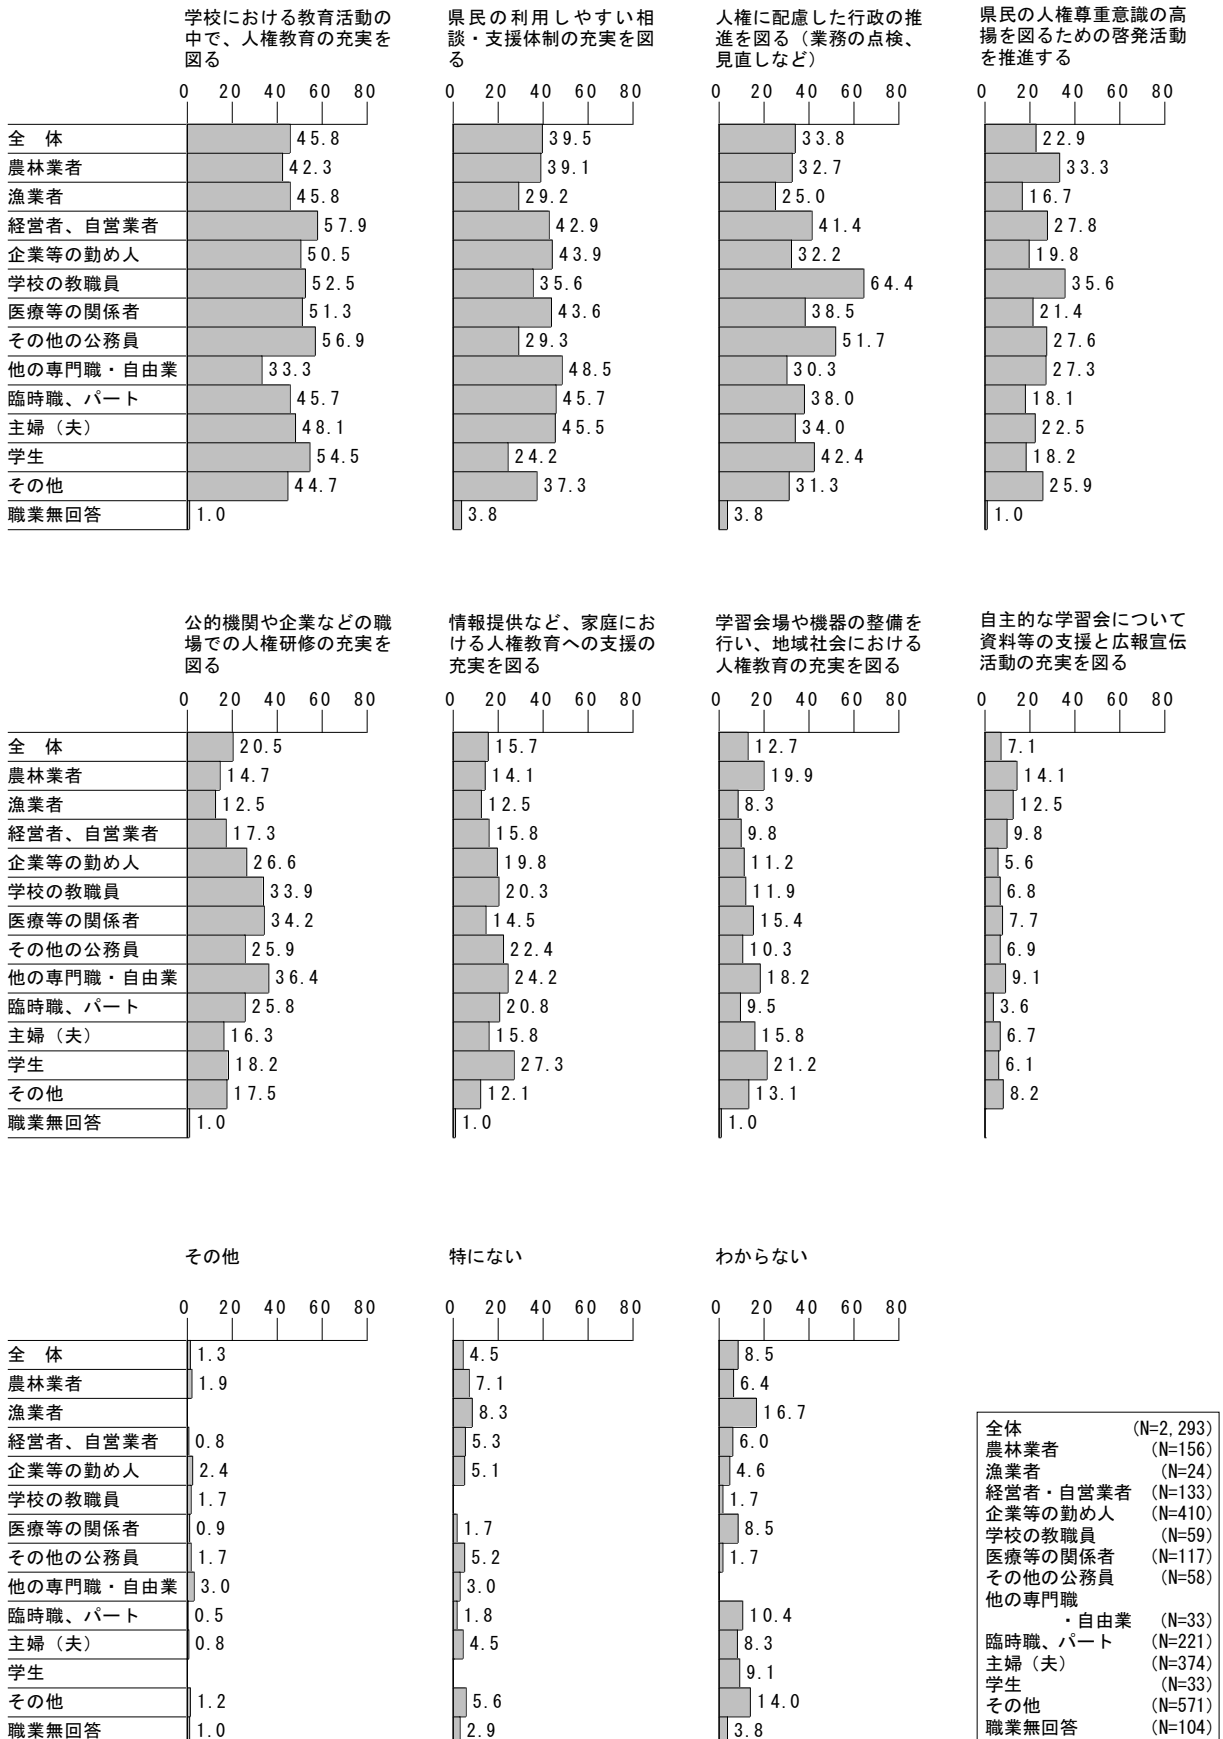 学校における教育活動の
中で、人権教育の充実を
図る
県民の利用しやすい相
談・支援体制の充実を図
る
人権に配慮した行政の推
進を図る（業務の点検、
見直しなど）
県民の人権尊重意識の高
揚を図るための啓発活動
を推進する
0 20 40 60 80 0 20 40 60 80 0 20 40 60 80 0 20 40 60 80
全　体 45.8 39.5 33.8 22.9
農林業者 42.3 39.1 32.7 33.3
漁業者 45.8 29.2 25.0 16.7
経営者、自営業者 57.9 42.9 41.4 27.8
企業等の勤め人 50.5 43.9 32.2 19.8
学校の教職員 52.5 35.6 64.4 35.6
医療等の関係者 51.3 43.6 38.5 21.4
その他の公務員 56.9 29.3 51.7 27.6
他の専門職・自由業 33.3 48.5 30.3 27.3
臨時職、パート 45.7 45.7 38.0 18.1
主婦（夫） 48.1 45.5 34.0 22.5
学生 54.5 24.2 42.4 18.2
その他 44.7 37.3 31.3 25.9
職業無回答 1.0 3.8 3.8 1.0
公的機関や企業などの職
場での人権研修の充実を
図る
情報提供など、家庭にお
ける人権教育への支援の
充実を図る
学習会場や機器の整備を
行い、地域社会における
人権教育の充実を図る
自主的な学習会について
資料等の支援と広報宣伝
活動の充実を図る
0 20 40 60 80 0 20 40 60 80 0 20 40 60 80 0 20 40 60 80
全　体 20.5 15.7 12.7 7.1
農林業者 14.7 14.1 19.9 14.1
漁業者 12.5 12.5 8.3 12.5
経営者、自営業者 17.3 15.8 9.8 9.8
企業等の勤め人 26.6 19.8 11.2 5.6
学校の教職員 33.9 20.3 11.9 6.8
医療等の関係者 34.2 14.5 15.4 7.7
その他の公務員 25.9 22.4 10.3 6.9
他の専門職・自由業 36.4 24.2 18.2 9.1
臨時職、パート 25.8 20.8 9.5 3.6
主婦（夫） 16.3 15.8 15.8 6.7
学生 18.2 27.3 21.2 6.1
その他 17.5 12.1 13.1 8.2
職業無回答 1.0 1.0 1.0
その他
特にない
わからない
0 20 40 60 80 0 20 40 60 80 0 20 40 60 80
全　体 1.3 4.5 8.5
農林業者 1.9 7.1 6.4
漁業者 8.3 16.7
経営者、自営業者 0.8 5.3 6.0
企業等の勤め人 2.4 5.1 4.6
学校の教職員 1.7 1.7
医療等の関係者 0.9 1.7 8.5
その他の公務員 1.7 5.2 1.7
他の専門職・自由業 3.0 3.0
臨時職、パート 0.5 1.8 10.4
主婦（夫） 0.8 4.5 8.3
学生 9.1
その他 1.2 5.6 14.0
職業無回答 1.0 2.9 3.8
全体 (N=2,293)
農林業者 (N=156)
漁業者 (N=24)
経営者・自営業者 (N=133)
企業等の勤め人 (N=410)
学校の教職員 (N=59)
医療等の関係者 (N=117)
その他の公務員 (N=58)
他の専門職
・自由業 (N=33)
臨時職、パート (N=221)
主婦（夫） (N=374)
学生 (N=33)
その他 (N=571)
職業無回答 (N=104)